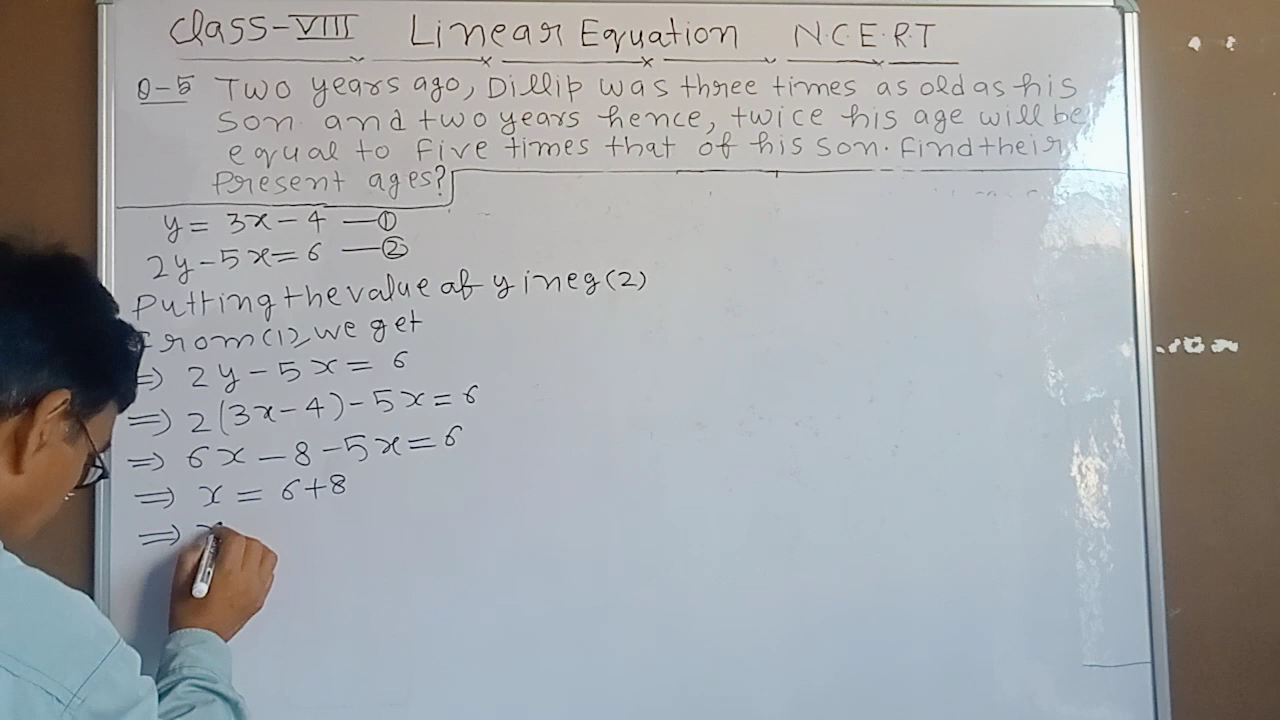 Class-VIII Linear Equation N.C.E.R.T
Q-5 Two years ago, Dillip was three times as old as his
son and two years hence, twice his age will be
equal to five times that of his son. Find their
Present ages?
y = 3x - 4 —①
2y - 5x = 6 —②
Putting the value of y in eq (2)
from (1), we get
⇒ 2y - 5x = 6
⇒ 2(3x - 4) - 5x = 6
⇒ 6x - 8 - 5x = 6
⇒ x = 6+8
⇒ x